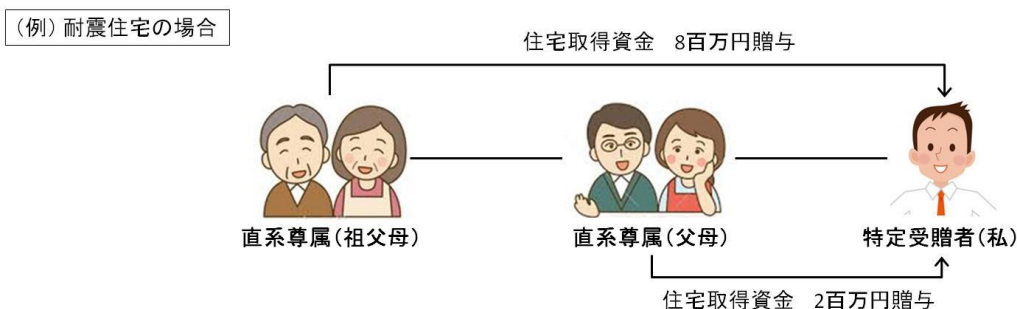 （例）耐震住宅の場合
住宅取得資金　8百万円贈与
直系尊属（祖父母）
直系尊属（父母）
特定受贈者（私）
住宅取得資金　2百万円贈与